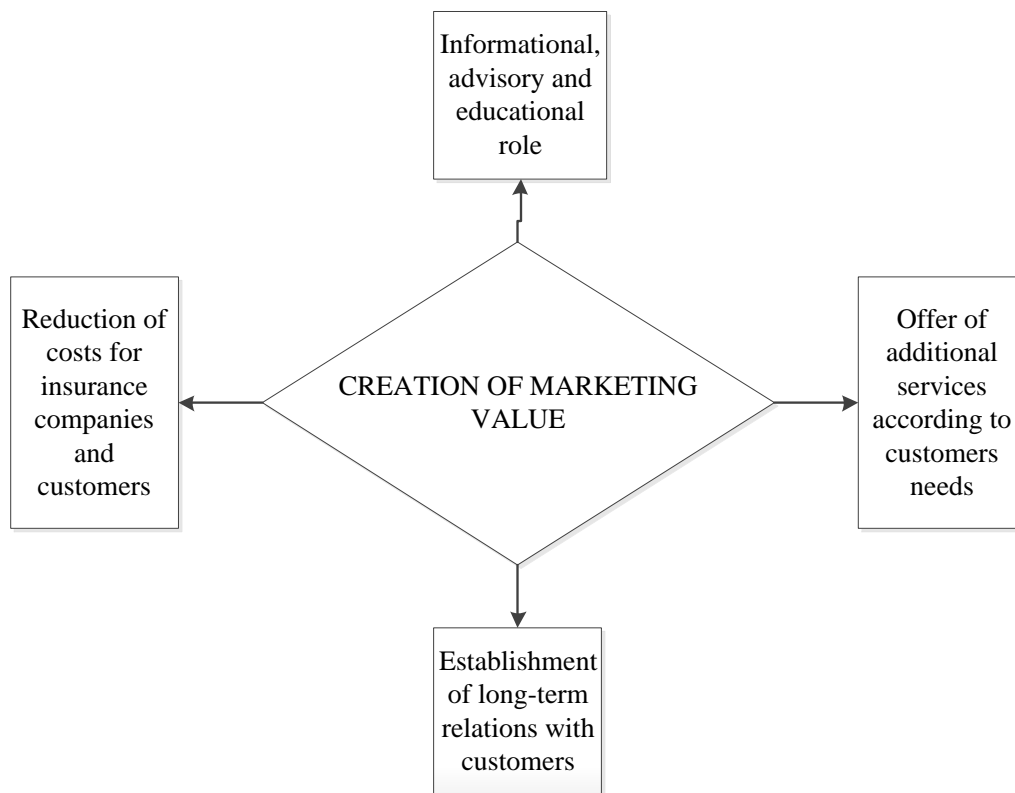 Informational,
advisory and
educational
role
Reduction of
costs for
insurance
companies
and
customers
CREATION OF MARKETING
VALUE
Offer of
additional
services
according to
customers
needs
Establishment
of long-term
relations with
customers